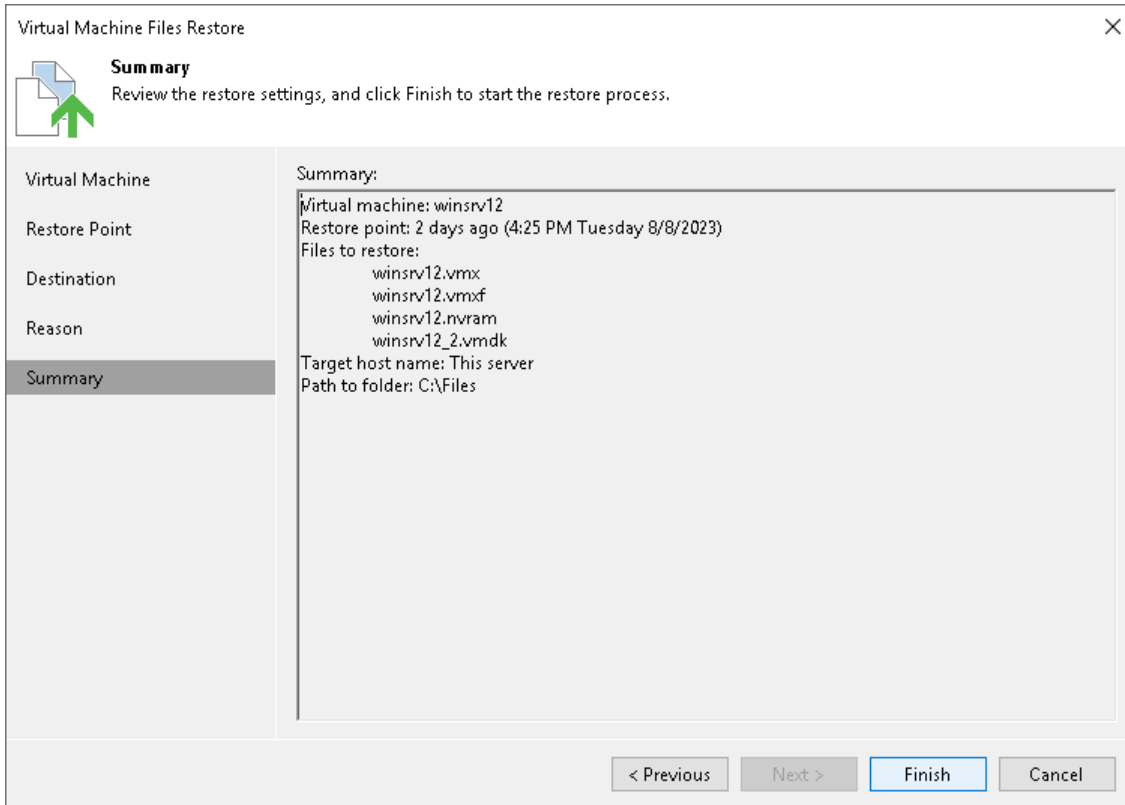 Virtual Machine Files Restore
Summary
Review the restore settings, and click Finish to start the restore process.
Virtual Machine
Restore Point
Destination
Reason
Summary
Summary:
Virtual machine: winsrv12
Restore point: 2 days ago (4:25 PM Tuesday 8/8/2023)
Files to restore:
winsrv12.vmx
winsrv12.vmxf
winsrv12.nvram
winsrv12_2.vmdk
Target host name: This server
Path to folder: C:\Files
< Previous
Next >
Finish
Cancel